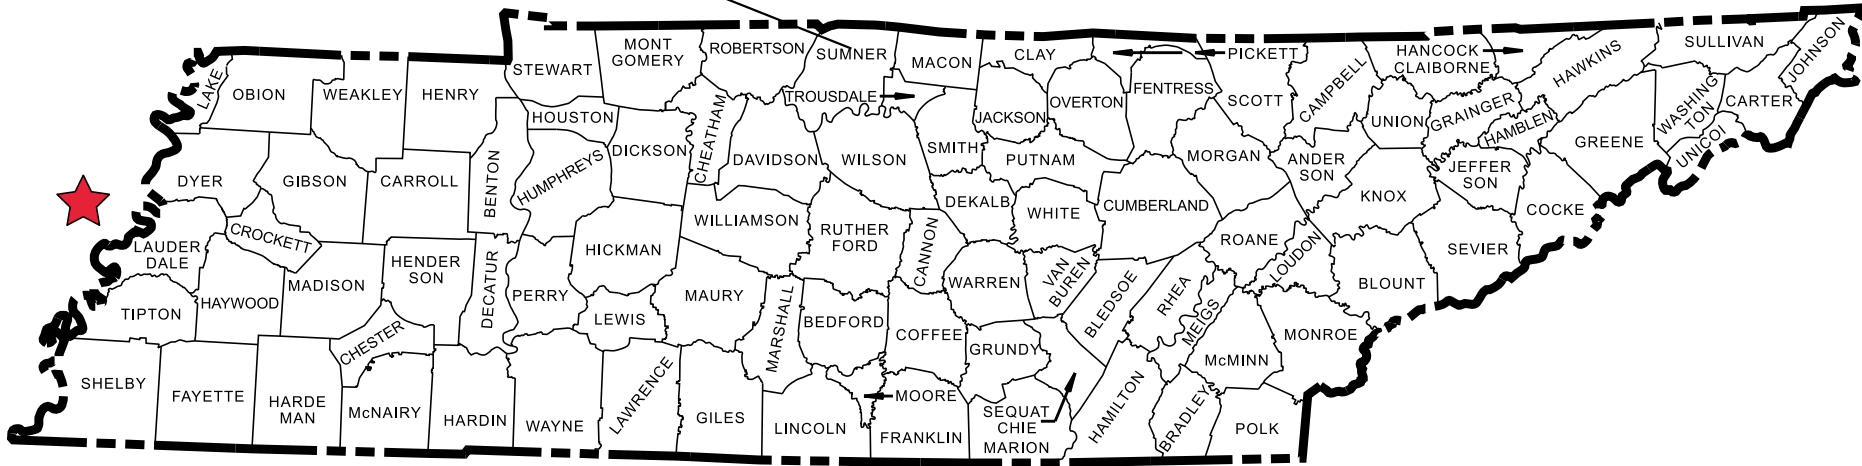 MONT
GOMERY
ROBERTSON
SUMNER
CLAY
PICKETT
HANCOCK
CLAIBORNE
SULLIVAN
JOHNSON
STEWART
MACON
HAWKINS
LAKE
OBION
WEAKLEY
HENRY
TROUSDALE
FENTRESS
SCOTT
CAMPBELL
OVERTON
CARTER
WASHING
TON
HOUSTON
JACKSON
UNION
GRAINGER
HAMBLEN
UNICOI
CHEATHAM
DICKSON
DAVIDSON
WILSON
SMITH
PUTNAM
MORGAN
ANDER
SON
JEFFER
SON
GREENE
DYER
GIBSON
CARROLL
BENTON
HUMPHREYS
KNOX
COCKE
CROCKETT
WILLIAMSON
RUTHER
FORD
CANNON
DEKALB
WHITE
CUMBERLAND
ROANE
LOUDON
SEVIER
LAUDER
DALE
HENDER
SON
DECATUR
HICKMAN
WARREN
VAN
BUREN
BLEDSOE
RHEA
MEIGS
BLOUNT
TIPTON
HAYWOOD
MADISON
PERRY
LEWIS
MAURY
MARSHALL
BEDFORD
COFFEE
GRUNDY
McMINN
MONROE
CHESTER
SHELBY
FAYETTE
HARDE
MAN
McNAIRY
HARDIN
WAYNE
LAWRENCE
GILES
LINCOLN
MOORE
FRANKLIN
SEQUAT
CHIE
MARION
HAMILTON
BRADLEY
POLK